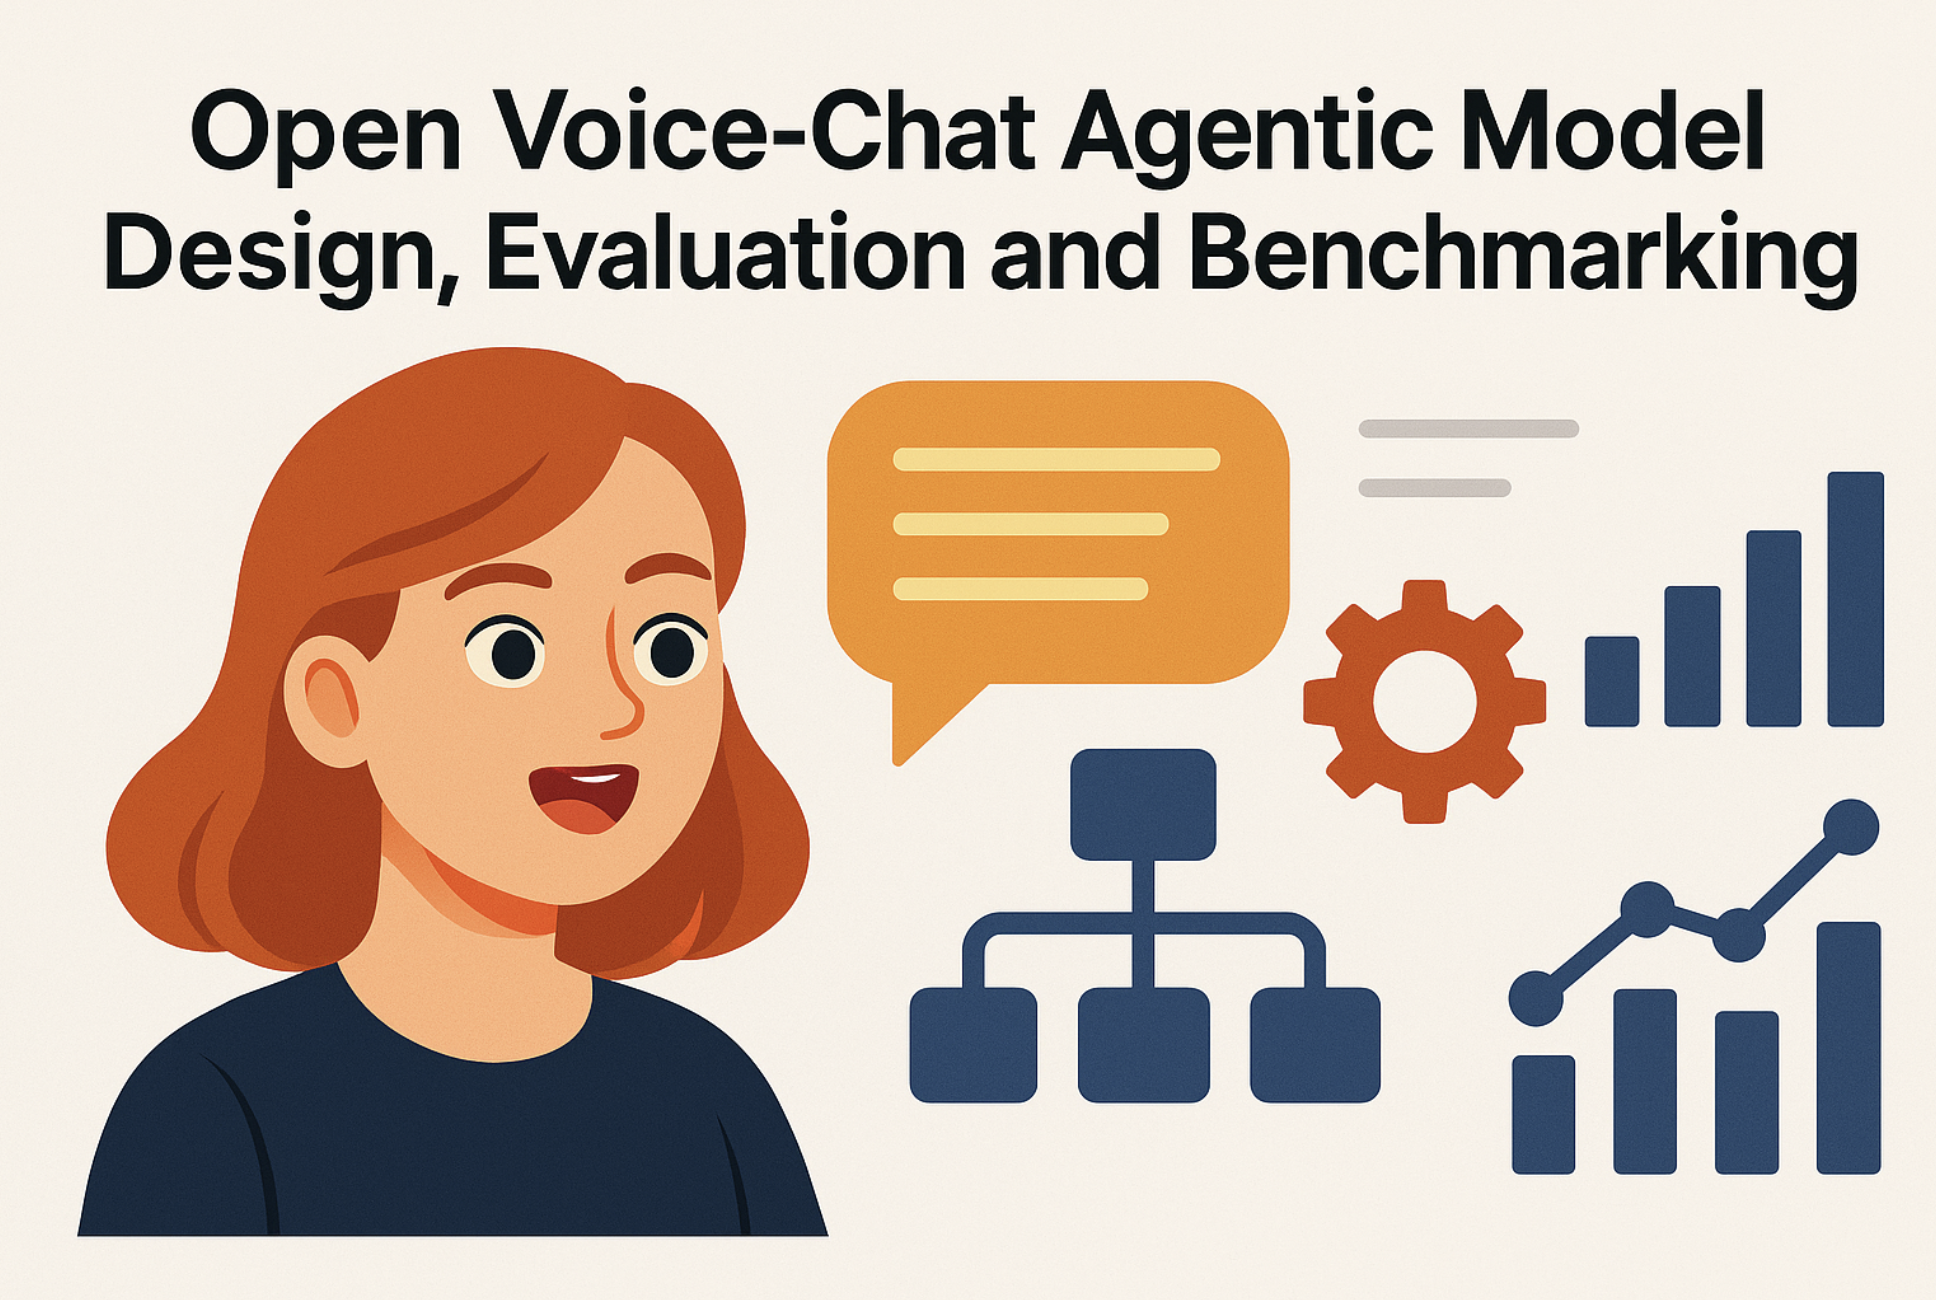 Open Voice-Chat Agentic Model
Design, Evaluation and Benchmarking